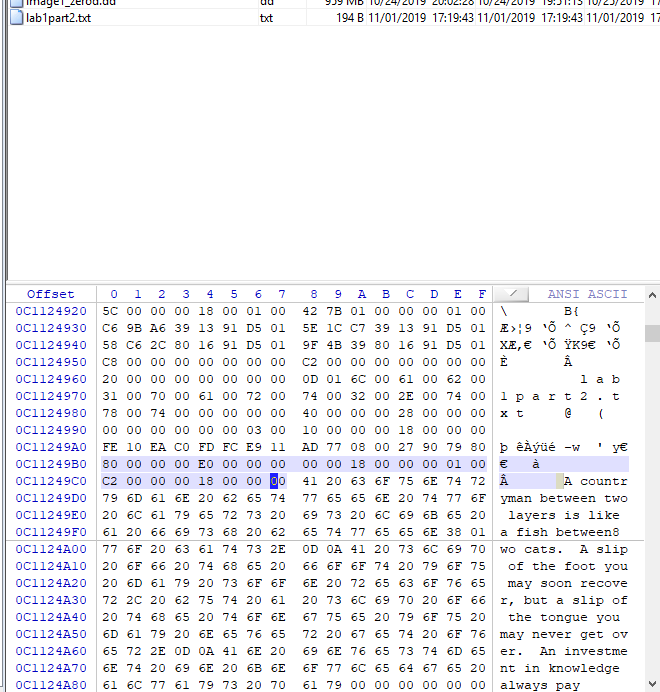 image1_zerod.dd dd 959 MB 10/24/2019 20:02:28 10/24/2019 19:51:13 10/25/2019
lab1part2.txt txt 194 B 11/01/2019 17:19:43 11/01/2019 17:19:43 11/01/2019 17
Offset 0 1 2 3 4 5 6 7 8 9 A B C D E F ANSI ASCII
0C1124920 5C 00 00 00 18 00 01 00 42 7B 01 00 00 00 01 00 \ B{
0C1124930 C6 9B A6 39 13 91 D5 01 5E 1C C7 39 13 91 D5 01 Æ›¦9 ‘Õ ^ Ç9 ‘Õ
0C1124940 58 C6 2C 80 16 91 D5 01 9F 4B 39 80 16 91 D5 01 XÆ,€ ‘Õ ŸK9€ ‘Õ
0C1124950 C8 00 00 00 00 00 00 00 C2 00 00 00 00 00 00 00 È Â
0C1124960 20 00 00 00 00 00 00 00 0D 01 6C 00 61 00 62 00 l a b
0C1124970 31 00 70 00 61 00 72 00 74 00 32 00 2E 00 74 00 1 p a r t 2 . t
0C1124980 78 00 74 00 00 00 00 00 40 00 00 00 28 00 00 00 x t @ (
0C1124990 00 00 00 00 00 00 03 00 10 00 00 00 18 00 00 00
0C11249A0 FE 10 EA C0 FD FC E9 11 AD 77 08 00 27 90 79 80 þ êÀýüé -w ' y€
0C11249B0 80 00 00 00 E0 00 00 00 00 00 18 00 00 00 01 00 € à
0C11249C0 C2 00 00 00 18 00 00 00 41 20 63 6F 75 6E 74 72 Â A countr
0C11249D0 79 6D 61 6E 20 62 65 74 77 65 65 6E 20 74 77 6F yman between two
0C11249E0 20 6C 61 79 65 72 73 20 69 73 20 6C 69 6B 65 20 layers is like
0C11249F0 61 20 66 69 73 68 20 62 65 74 77 65 65 6E 38 01 a fish between8
0C1124A00 77 6F 20 63 61 74 73 2E 0D 0A 41 20 73 6C 69 70 wo cats. A slip
0C1124A10 20 6F 66 20 74 68 65 20 66 6F 6F 74 20 79 6F 75 of the foot you
0C1124A20 20 6D 61 79 20 73 6F 6F 6E 20 72 65 63 6F 76 65 may soon recove
0C1124A30 72 2C 20 62 75 74 20 61 20 73 6C 69 70 20 6F 66 r, but a slip of
0C1124A40 20 74 68 65 20 74 6F 6E 67 75 65 20 79 6F 75 20 the tongue you
0C1124A50 6D 61 79 20 6E 65 76 65 72 20 67 65 74 20 6F 76 may never get ov
0C1124A60 65 72 2E 0D 0A 41 6E 20 69 6E 76 65 73 74 6D 65 er. An investme
0C1124A70 6E 74 20 69 6E 20 6B 6E 6F 77 6C 65 64 67 65 20 nt in knowledge
0C1124A80 61 6C 77 61 79 73 20 70 61 79 00 00 00 00 00 00 always pay